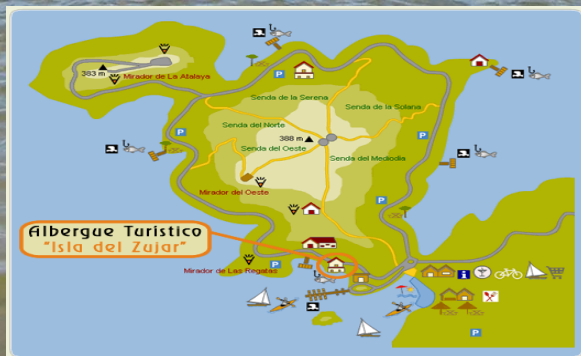 383 m
Mirador de La Atalaya
P
Senda de la Serena
Senda de la Solana
Senda del Norte
P
388 m
P
Senda del Oeste
Senda del Mediodia
Mirador del Oeste
P
Albergue Turistico
"Isla del Zujar"
Mirador de Las Regatas
i
P